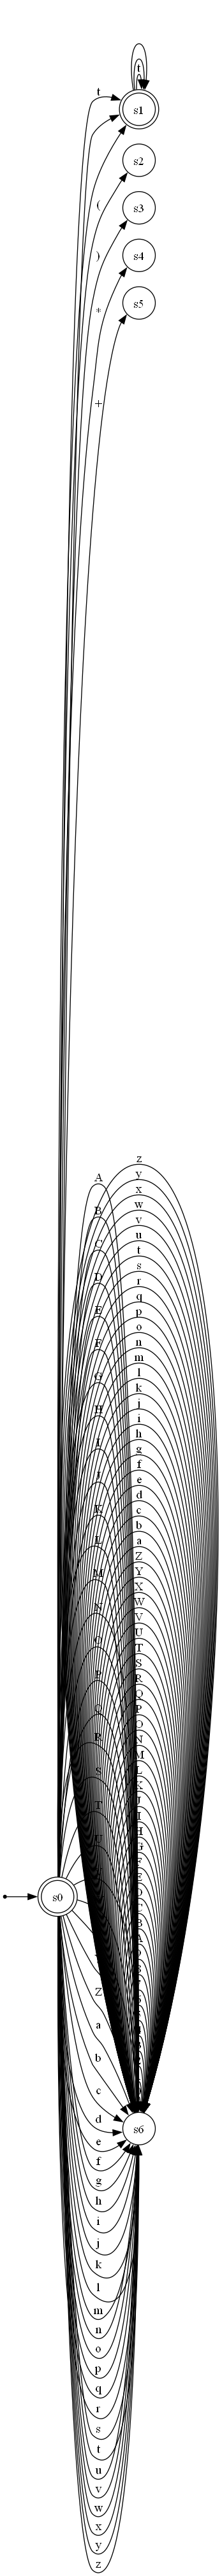 t
t
s1
s2
(
s3
)
s4
*
s5
+
z
y
x
w
v
u
t
s
r
q
p
o
n
m
l
k
j
i
h
g
f
e
d
c
b
a
Z
Y
X
W
V
U
T
S
R
Q
P
O
N
M
L
K
J
I
H
G
F
E
D
C
B
A
A
B
C
D
E
F
G
H
I
J
K
L
M
N
O
P
Q
R
S
T
U
s0
Z
a
b
c
d
s6
e
f
g
h
i
j
k
l
m
n
o
p
q
r
s
t
u
v
w
x
y
z